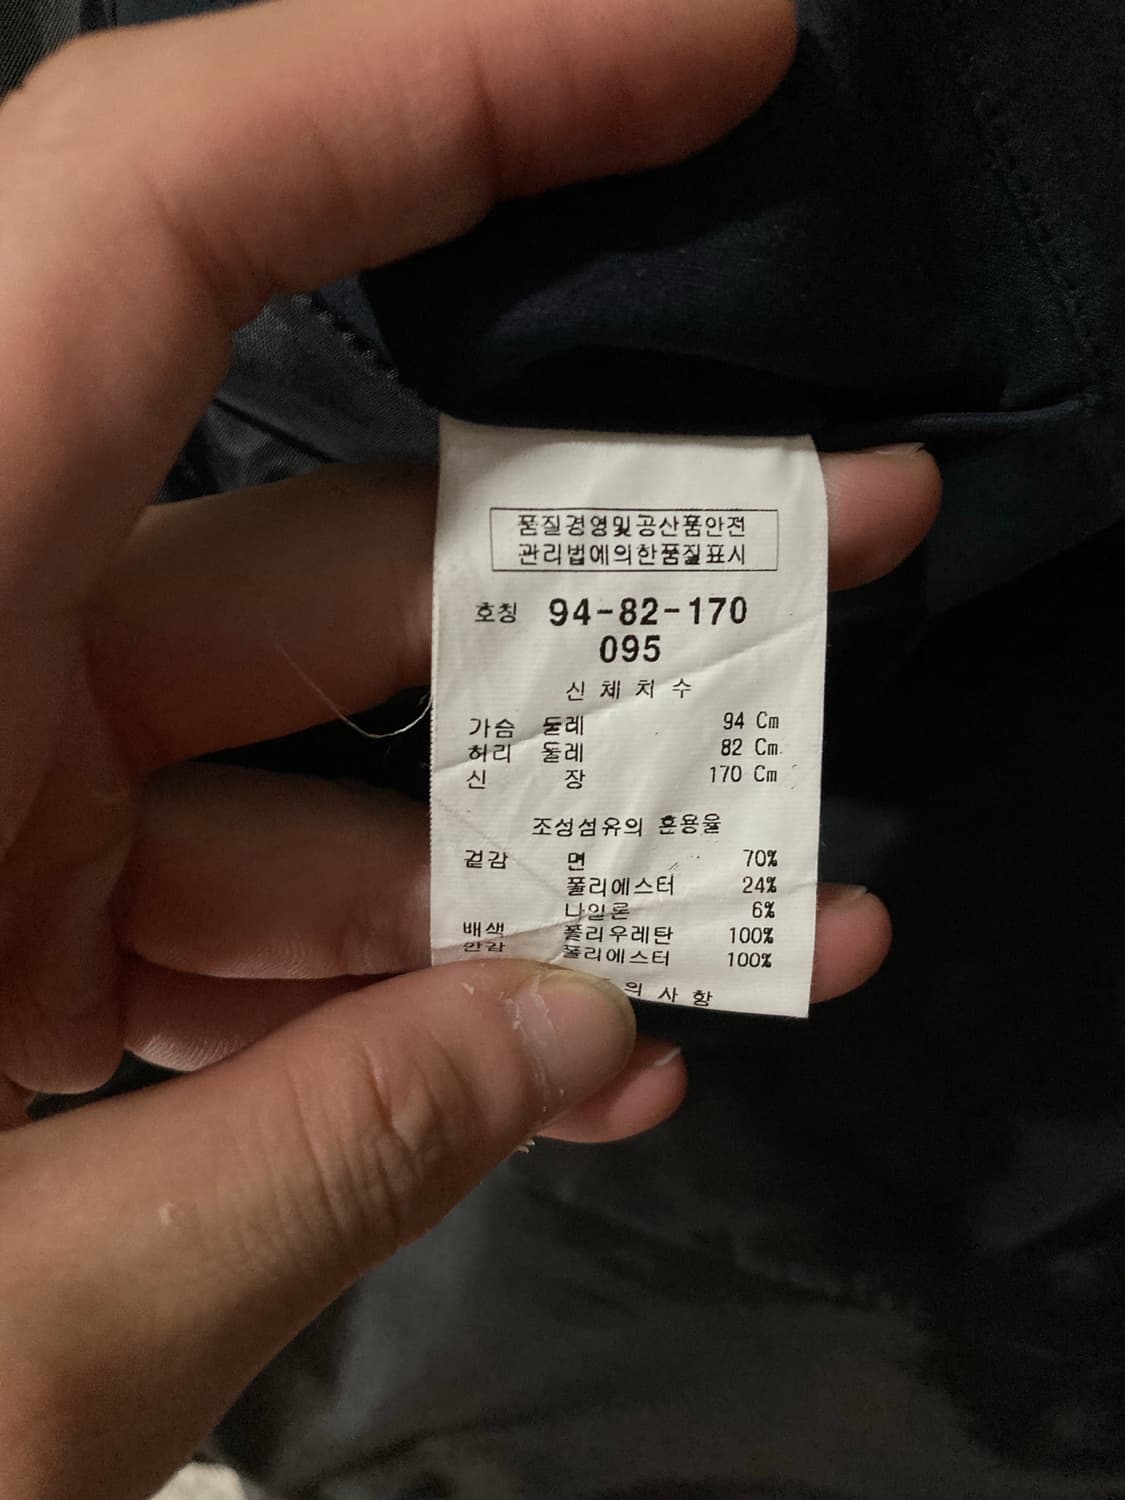 품질경영및공산품안전
관리법에의한품질표시
호칭 94-82-170
095
신 체 치 수
가슴 둘레 94 Cm
허리 둘레 82 Cm
신 장 170 Cm
조성섬유의 혼용율
겉감 면 70%
폴리에스터 24%
나일론 6%
배색 폴리우레탄 100%
안감 폴리에스터 100%
의 사 항